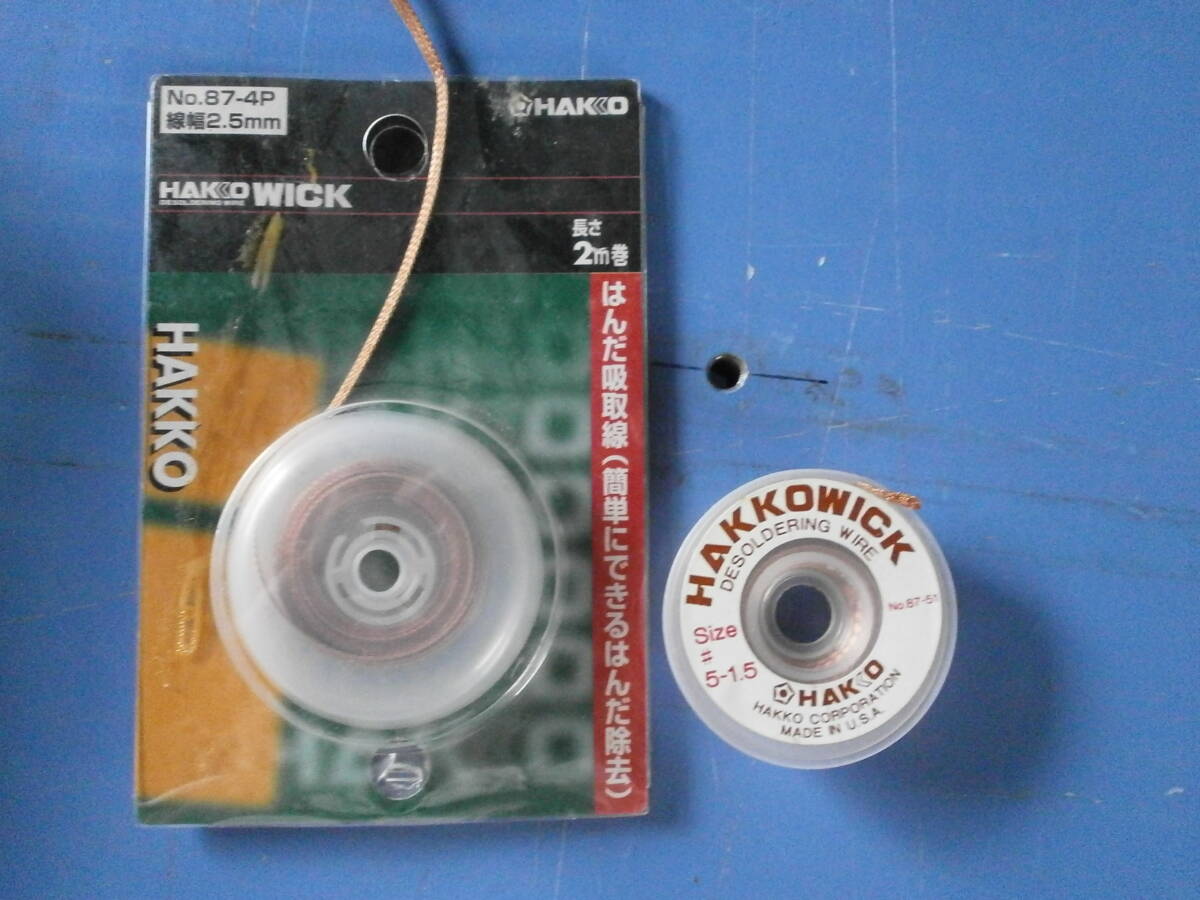 No.87-4P
線幅2.5mm
HAKKO
HAKKO WICK
DESOLDERING WIRE
長さ
2m巻
はんだ吸取線(簡単にできるはんだ除去)
HAKKO
HAKKOWICK
DESOLDERING WIRE
No.87-51
Size
#
5-1.5
HAKKO
HAKKO CORPORATION
MADE IN U.S.A.